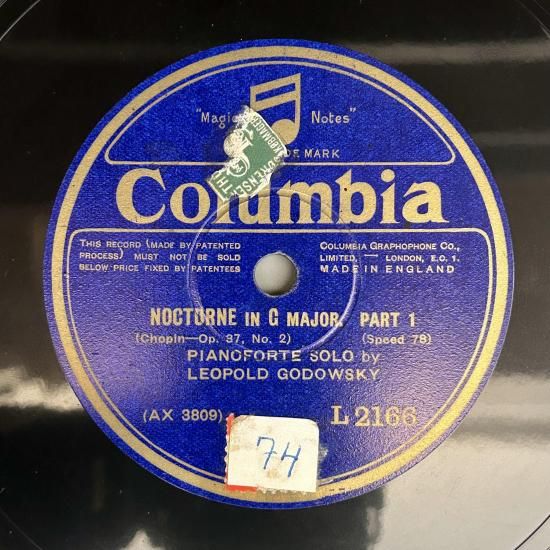 "Magic Notes"
DE MARK
Columbia
THIS RECORD (MADE BY PATENTED
PROCESS) MUST NOT BE SOLD
BELOW PRICE FIXED BY PATENTEES
COLUMBIA GRAPHOPHONE CO.,
LIMITED, — LONDON, E.C. 1.
MADE IN ENGLAND
NOCTURNE IN G MAJOR. PART 1
(Chopin—Op. 37, No. 2) (Speed 78)
PIANOFORTE SOLO by
LEOPOLD GODOWSKY
(AX 3809) L 2166
74